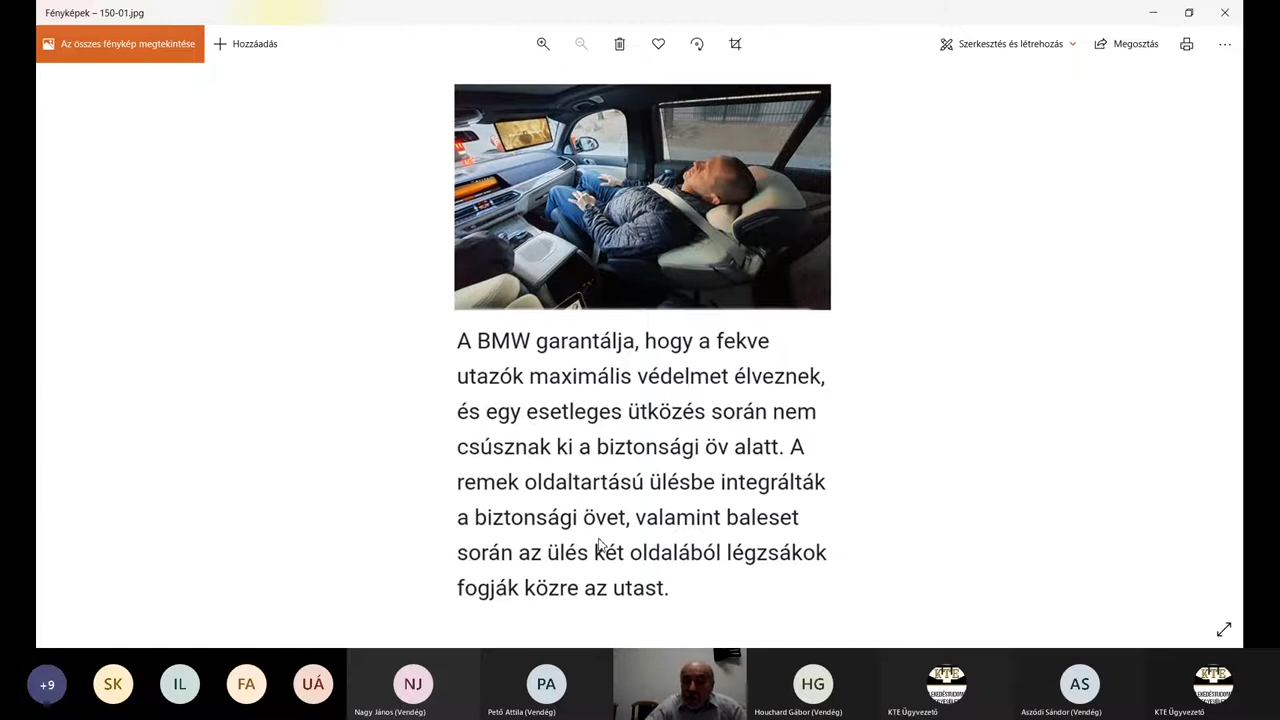 Fényképek – 150-01.jpg
Az összes fénykép megtekintése
Hozzáadás
Szerkesztés és létrehozás
Megosztás
A BMW garantálja, hogy a fekve
utazók maximális védelmet élveznek,
és egy esetleges ütközés során nem
csúsznak ki a biztonsági öv alatt. A
remek oldaltartású ülésbe integrálták
a biztonsági övet, valamint baleset
során az ülés két oldalából légzsákok
fogják közre az utast.
+9
SK
IL
FA
UÁ
NJ
PA
HG
KTE
AS
KTE
Nagy János (Vendég)
Pető Attila (Vendég)
Houchard Gábor (Vendég)
KTE Ügyvezető
Aszódi Sándor (Vendég)
KTE Ügyvezető